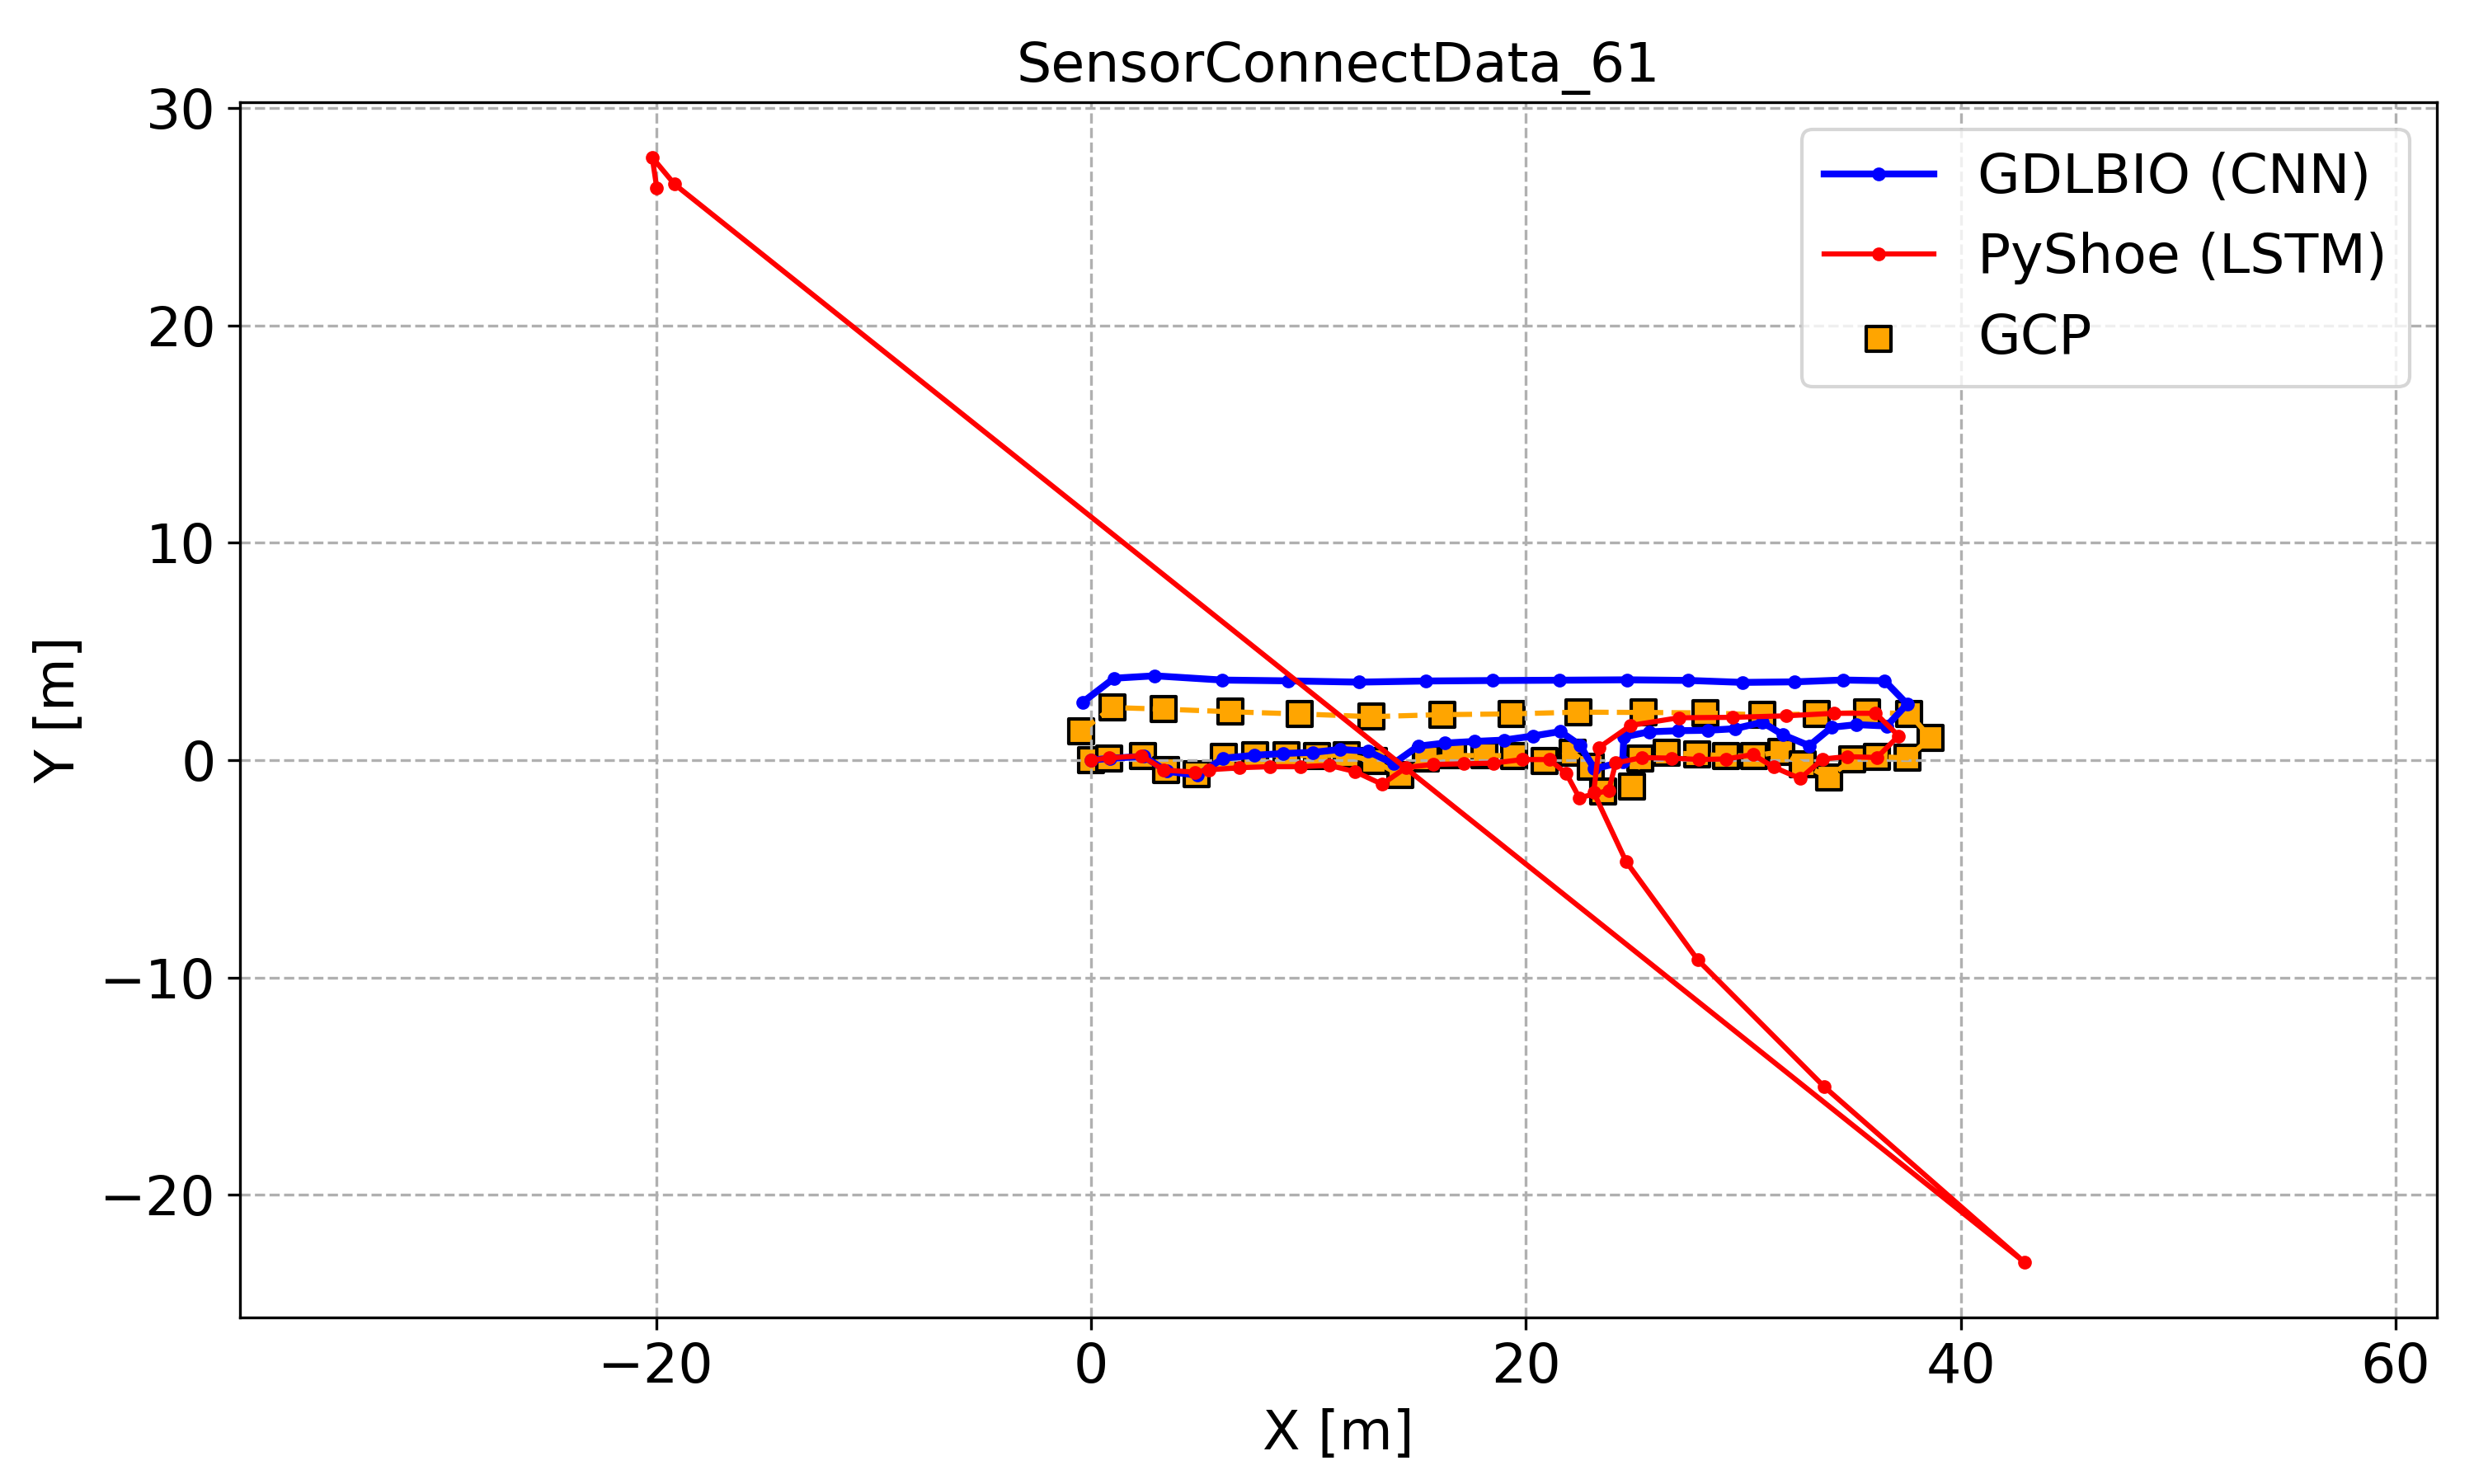 SensorConnectData_61
GDLBIO (CNN)
PyShoe (LSTM)
GCP
30
20
10
0
−10
−20
Y [m]
−20
0
20
40
60
X [m]